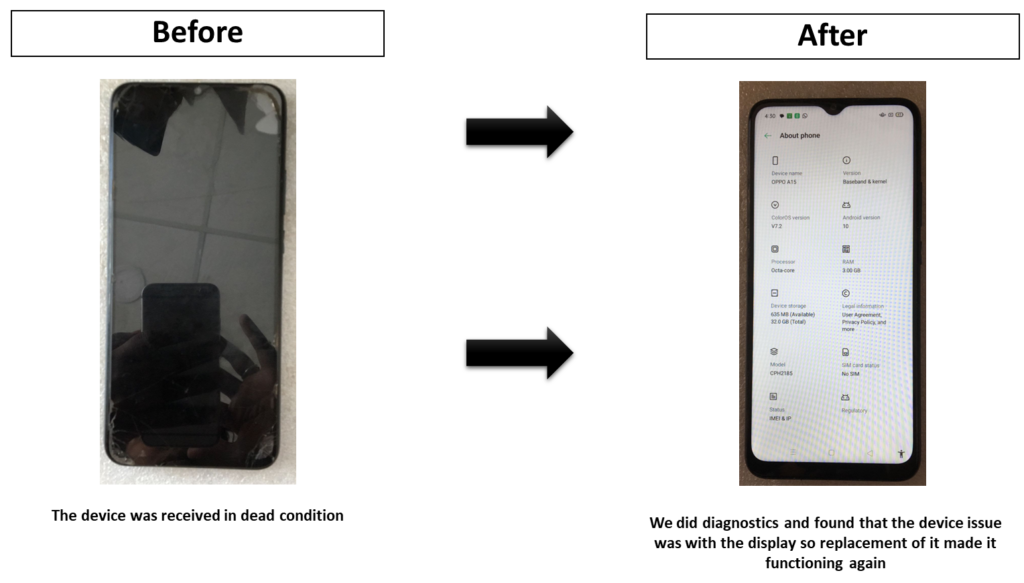 Before
After
4:30
About phone
Device name
OPPO A15
Version
Baseband & kernel
ColorOS version
V7.2
Android version
10
Processor
Octa-core
RAM
3.00 GB
Device storage
630 MB (Available)
32.0 GB (Total)
Legal information
User Agreement,
Privacy Policy, and
more
Model
CPH2185
SIM card status
No SIM
Status
IMEI & IP
Regulatory
The device was received in dead condition
We did diagnostics and found that the device issue
was with the display so replacement of it made it
functioning again